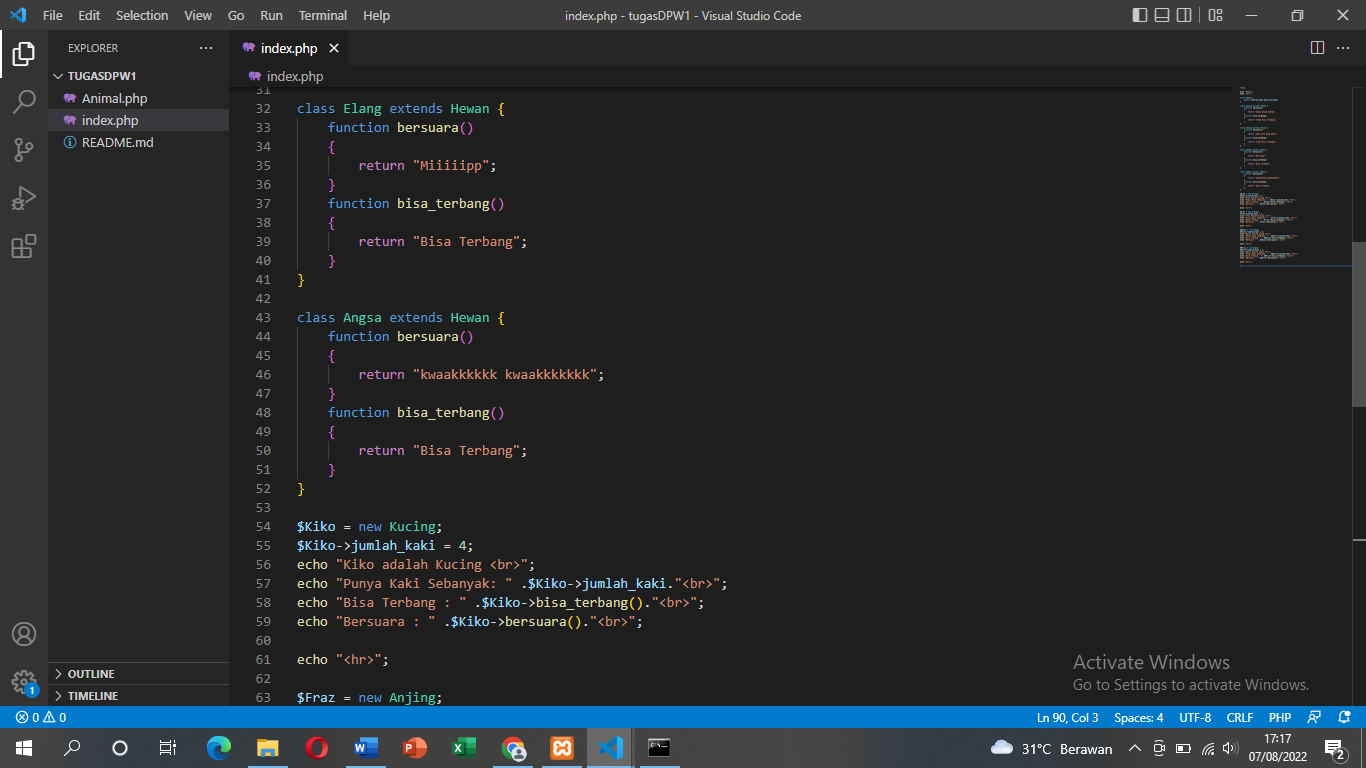 File Edit Selection View Go Run Terminal Help
index.php - tugasDPW1 - Visual Studio Code
EXPLORER
TUGASDPW1
Animal.php
index.php
README.md
OUTLINE
TIMELINE
index.php
index.php
31
32 class Elang extends Hewan {
33 function bersuara()
34 {
35 return "Miiiiipp";
36 }
37 function bisa_terbang()
38 {
39 return "Bisa Terbang";
40 }
41 }
42
43 class Angsa extends Hewan {
44 function bersuara()
45 {
46 return "kwaakkkkkk kwaakkkkkkk";
47 }
48 function bisa_terbang()
49 {
50 return "Bisa Terbang";
51 }
52 }
53
54 $Kiko = new Kucing;
55 $Kiko->jumlah_kaki = 4;
56 echo "Kiko adalah Kucing <br>";
57 echo "Punya Kaki Sebanyak: " .$Kiko->jumlah_kaki."<br>";
58 echo "Bisa Terbang : " .$Kiko->bisa_terbang()."<br>";
59 echo "Bersuara : " .$Kiko->bersuara()."<br>";
60
61 echo "<hr>";
62
63 $Fraz = new Anjing;
Activate Windows
Go to Settings to activate Windows.
0 0
Ln 90, Col 3 Spaces: 4 UTF-8 CRLF PHP
1
31°C Berawan
17:17
07/08/2022
2